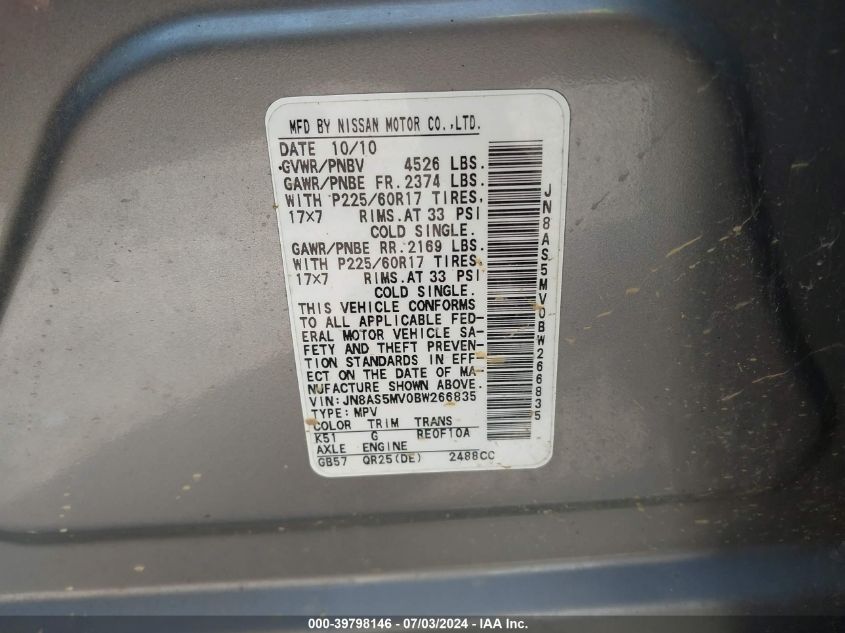 MFD BY NISSAN MOTOR CO.,LTD.
DATE 10/10
GVWR/PNBV 4526 LBS.
GAWR/PNBE FR. 2374 LBS.
WITH P225/60R17 TIRES,
17×7 RIMS.AT 33 PSI
COLD SINGLE.
GAWR/PNBE RR. 2169 LBS.
WITH P225/60R17 TIRES,
17×7 RIMS.AT 33 PSI
COLD SINGLE.
THIS VEHICLE CONFORMS
TO ALL APPLICABLE FED-
ERAL MOTOR VEHICLE SA-
FETY AND THEFT PREVEN-
TION STANDARDS IN EFF-
ECT ON THE DATE OF MA-
NUFACTURE SHOWN ABOVE.
VIN: JN8AS5MV0BW266835
TYPE: MPV
COLOR TRIM TRANS
K51 G RE0F10A
AXLE ENGINE
GB57 QR25(DE) 2488CC
JN8AS5MV0BW266835
000-39798146 - 07/03/2024 - IAA Inc.